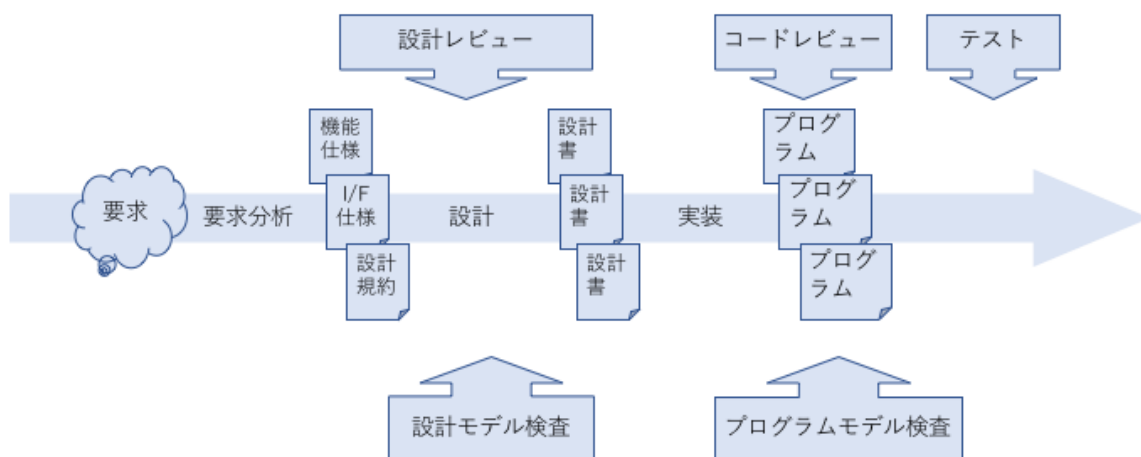 設計レビュー
コードレビュー
テスト
機能
仕様
I/F
仕様
設計
規約
設計
書
設計
書
設計
書
プログ
ラム
プログ
ラム
プログ
ラム
要求
要求分析
設計
実装
設計モデル検査
プログラムモデル検査